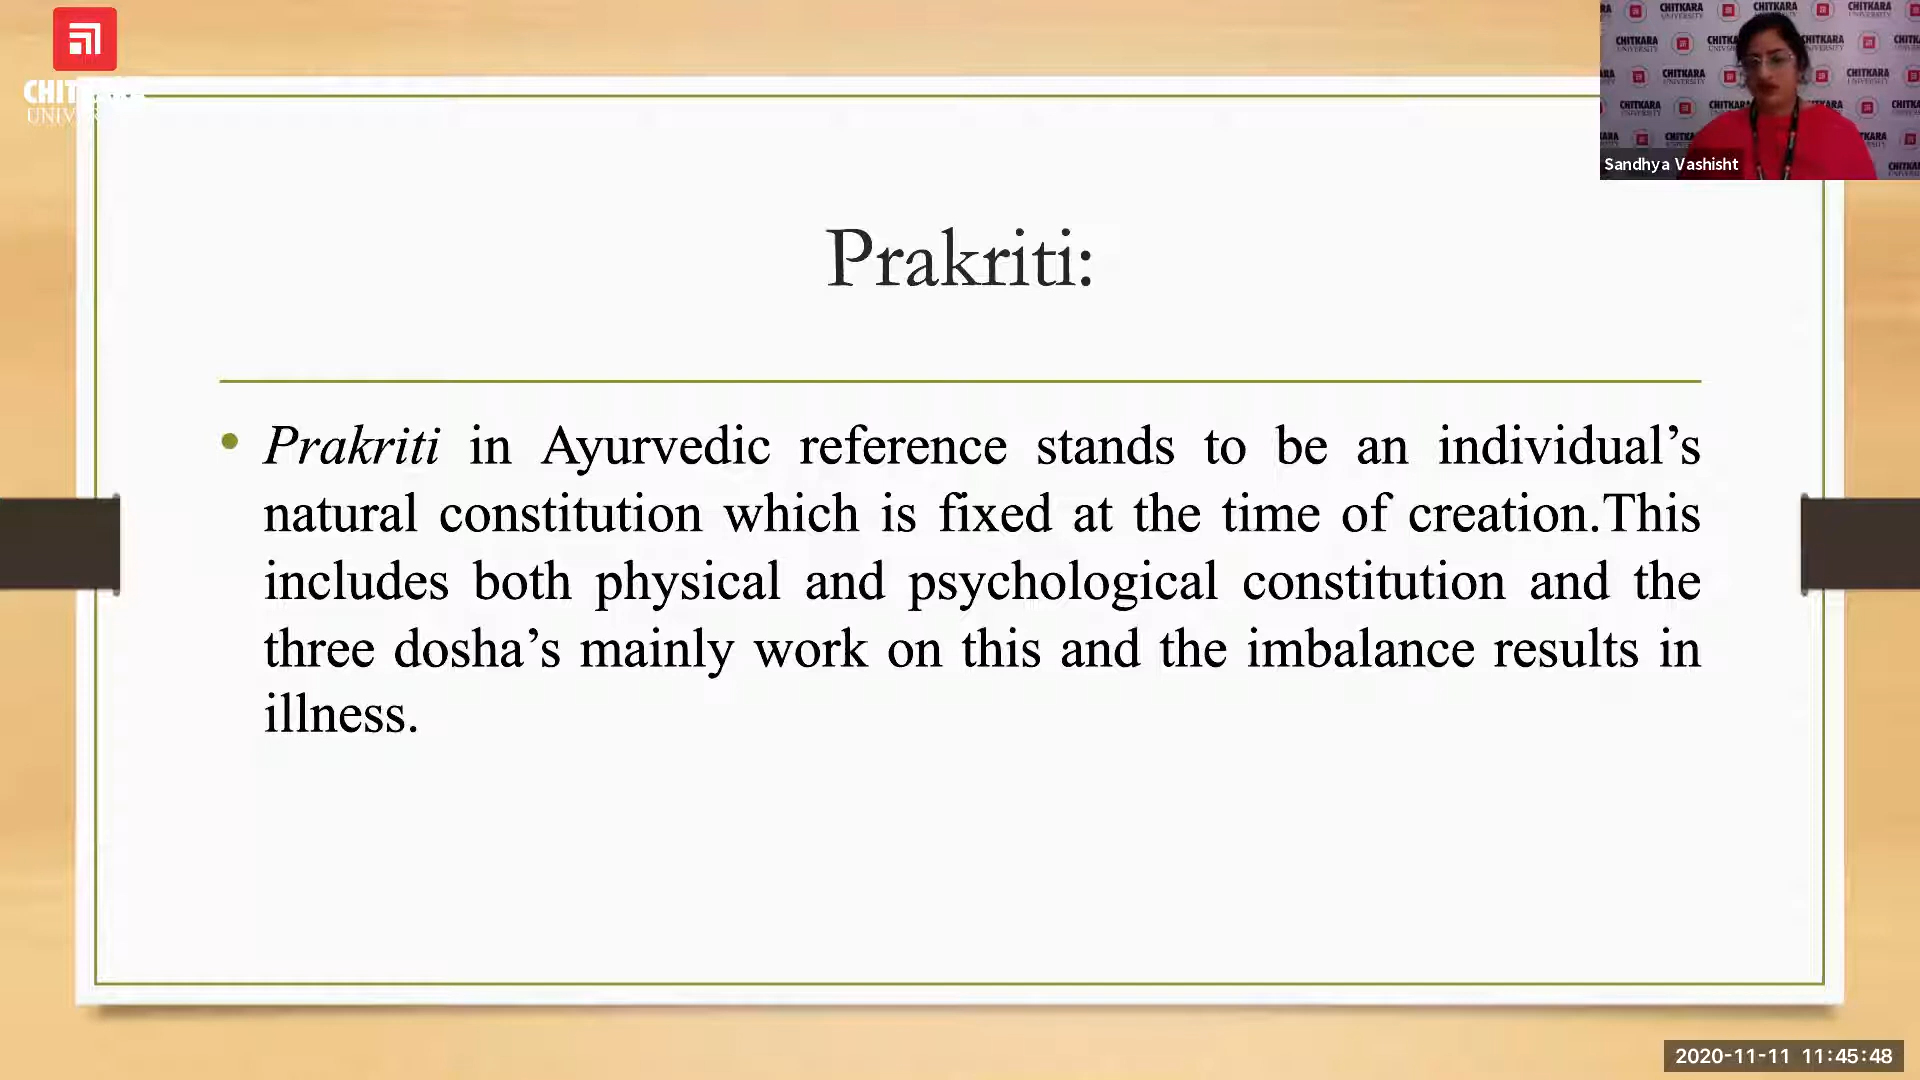 CHITKARA
UNIVERSITY
Sandhya Vashisht
Prakriti:
• Prakriti in Ayurvedic reference stands to be an individual’s
natural constitution which is fixed at the time of creation.This
includes both physical and psychological constitution and the
three dosha’s mainly work on this and the imbalance results in
illness.
2020-11-11 11:45:48